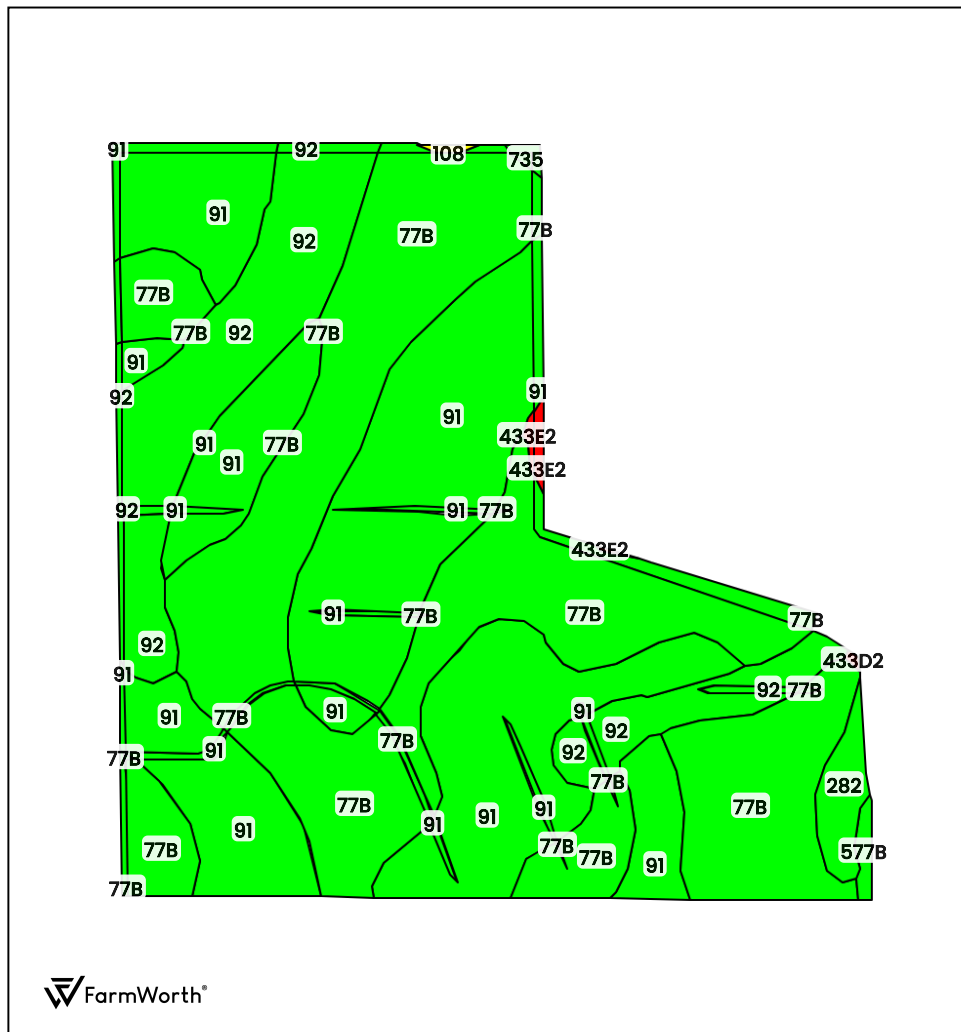 91 92 108 735
91 92 77B 77B
77B
77B 92 77B
91
92 91
91
91 77B 433E2
91 433E2
92 91 91 77B
433E2
91 77B 77B 77B
92 433D2
91 92 77B
91 77B 91 91 92
77B 91 77B 92
77B 282
77B 91 77B
91 91 91
77B 77B 577B
77B 91
77B
FarmWorth®